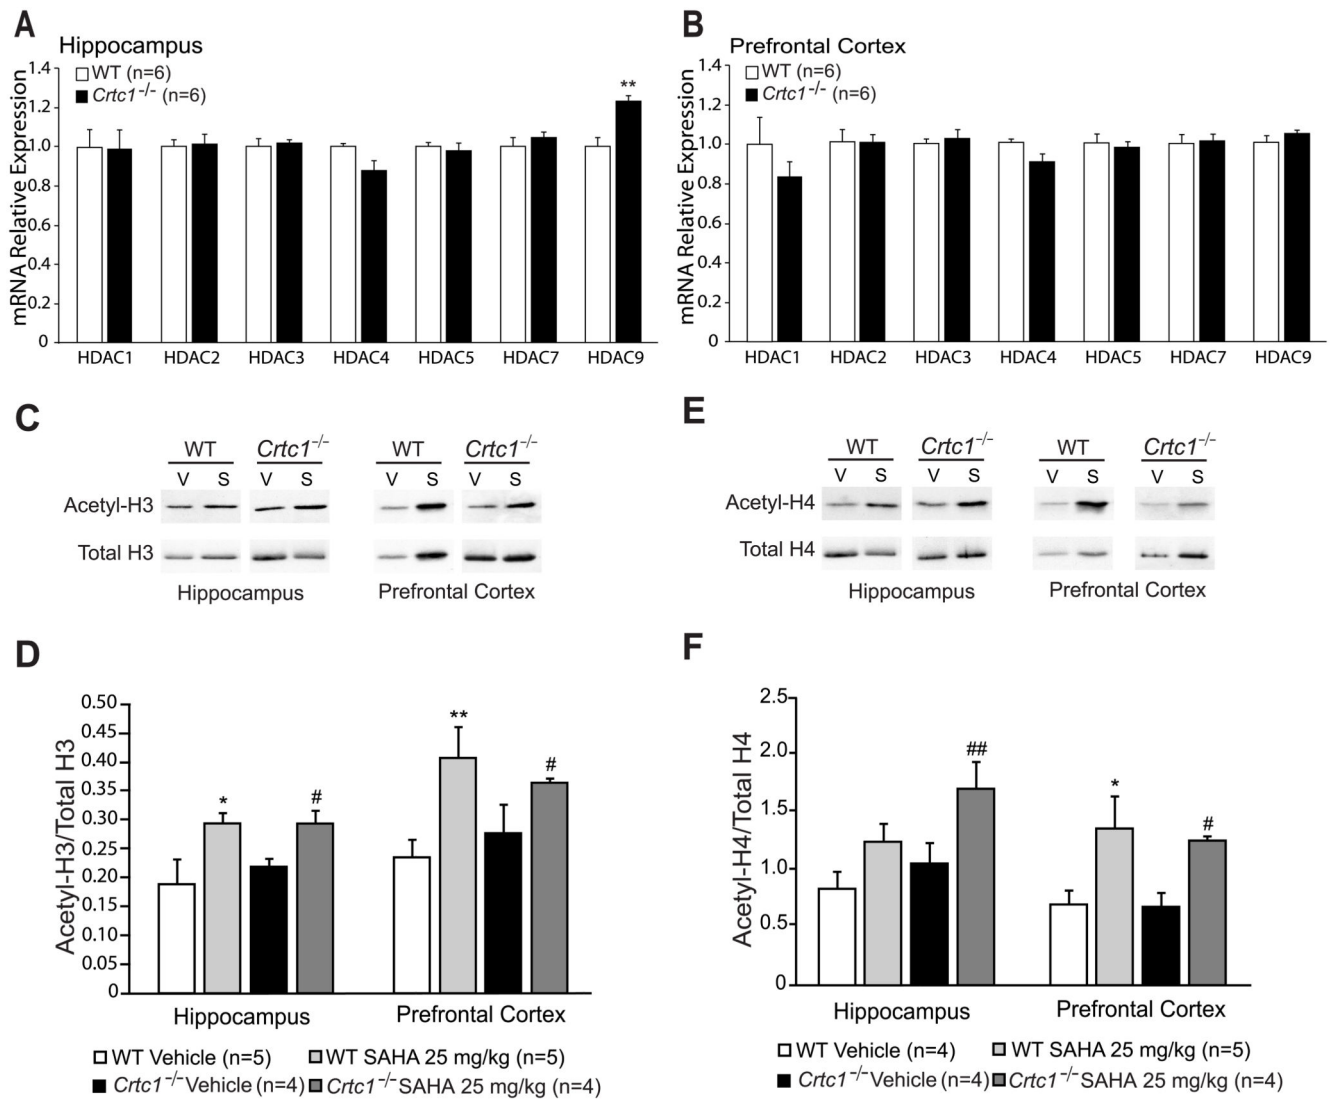 A
Hippocampus
WT (n=6)
Crtc1-/- (n=6)
mRNA Relative Expression
1.4
1.2
1.0
0.8
0.6
0.4
0.2
0
**
HDAC1 HDAC2 HDAC3 HDAC4 HDAC5 HDAC7 HDAC9
B
Prefrontal Cortex
WT (n=6)
Crtc1-/- (n=6)
mRNA Relative Expression
1.4
1.2
1.0
0.8
0.6
0.4
0.2
0
HDAC1 HDAC2 HDAC3 HDAC4 HDAC5 HDAC7 HDAC9
C
WT Crtc1-/- WT Crtc1-/-
V S V S V S V S
Acetyl-H3
Total H3
Hippocampus Prefrontal Cortex
E
WT Crtc1-/- WT Crtc1-/-
V S V S V S V S
Acetyl-H4
Total H4
Hippocampus Prefrontal Cortex
D
Acetyl-H3/Total H3
0.50
0.45
0.40
0.35
0.30
0.25
0.20
0.15
0.10
0.05
0
* # ** #
Hippocampus Prefrontal Cortex
WT Vehicle (n=5) WT SAHA 25 mg/kg (n=5)
Crtc1-/- Vehicle (n=4) Crtc1-/- SAHA 25 mg/kg (n=4)
F
Acetyl-H4/Total H4
2.5
2.0
1.5
1.0
0.5
0
## * #
Hippocampus Prefrontal Cortex
WT Vehicle (n=4) WT SAHA 25 mg/kg (n=5)
Crtc1-/- Vehicle (n=4) Crtc1-/- SAHA 25 mg/kg (n=4)